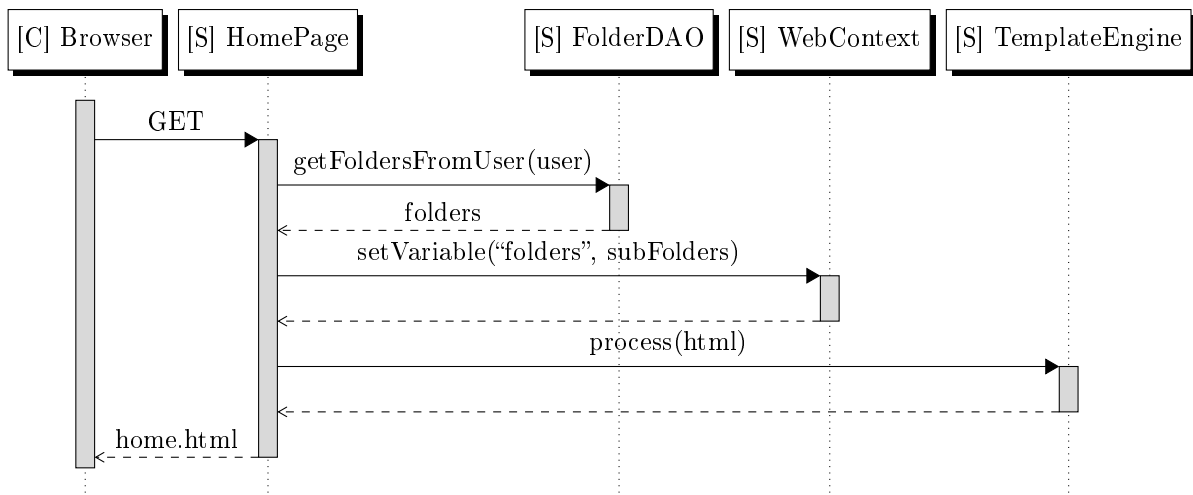 [C] Browser
[S] HomePage
[S] FolderDAO
[S] WebContext
[S] TemplateEngine
GET
getFoldersFromUser(user)
folders
setVariable(“folders”, subFolders)
process(html)
home.html